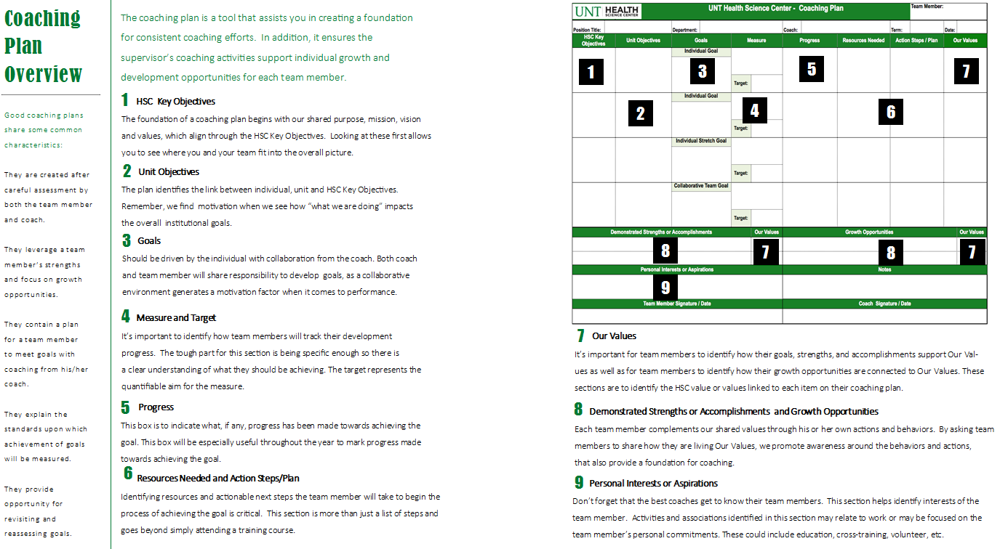 Coaching
Plan
Overview
Good coaching plans
share some common
characteristics:
They are created after
careful assessment by
both the team member
and coach.
They leverage a team
member's strengths
and focus on growth
opportunities.
They contain a plan
for a team member
to meet goals with
coaching from his/her
coach.
They explain the
standards upon which
achievement of goals
will be measured.
They provide
opportunity for
revisiting and
reassessing goals.
The coaching plan is a tool that assists you in creating a foundation
for consistent coaching efforts. In addition, it ensures the
supervisor's coaching activities support individual growth and
development opportunities for each team member.
1 HSC Key Objectives
The foundation of a coaching plan begins with our shared purpose, mission, vision
and values, which align through the HSC Key Objectives. Looking at these first allows
you to see where you and your team fit into the overall picture.
2 Unit Objectives
The plan identifies the link between individual, unit and HSC Key Objectives.
Remember, we find motivation when we see how “what we are doing” impacts
the overall institutional goals.
3 Goals
Should be driven by the individual with collaboration from the coach. Both coach
and team member will share responsibility to develop goals, as a collaborative
environment generates a motivation factor when it comes to performance.
4 Measure and Target
It's important to identify how team members will track their development
progress. The tough part for this section is being specific enough so there is
a clear understanding of what they should be achieving. The target represents the
quantifiable aim for the measure.
5 Progress
This box is to indicate what, if any, progress has been made towards achieving the
goal. This box will be especially useful throughout the year to mark progress made
towards achieving the goal.
6 Resources Needed and Action Steps/Plan
Identifying resources and actionable next steps the team member will take to begin the
process of achieving the goal is critical. This section is more than just a list of steps and
goes beyond simply attending a training course.
UNT HEALTH SCIENCE CENTER
UNT Health Science Center - Coaching Plan
Team Member:
Position Title: Department: Coach: Term: Date:
HSC Key Objectives Unit Objectives Goals Measure Progress Resources Needed Action Steps / Plan Our Values
Individual Goal
1 3 5 7
Target:
Individual Goal
2 4 6
Target:
Individual Stretch Goal
Target:
Collaborative Team Goal
Target:
Demonstrated Strengths or Accomplishments Our Values Growth Opportunities Our Values
8 7 8 7
Personal Interests or Aspirations Notes
9
Team Member Signature / Date Coach Signature / Date
7 Our Values
It's important for team members to identify how their goals, strengths, and accomplishments support Our Val-
ues as well as for team members to identify how their growth opportunities are connected to Our Values. These
sections are to identify the HSC value or values linked to each item on their coaching plan.
8 Demonstrated Strengths or Accomplishments and Growth Opportunities
Each team member complements our shared values through his or her own actions and behaviors. By asking team
members to share how they are living Our Values, we promote awareness around the behaviors and actions,
that also provide a foundation for coaching.
9 Personal Interests or Aspirations
Don't forget that the best coaches get to know their team members. This section helps identify interests of the
team member. Activities and associations identified in this section may relate to work or may be focused on the
team member's personal commitments. These could include education, cross-training, volunteer, etc.